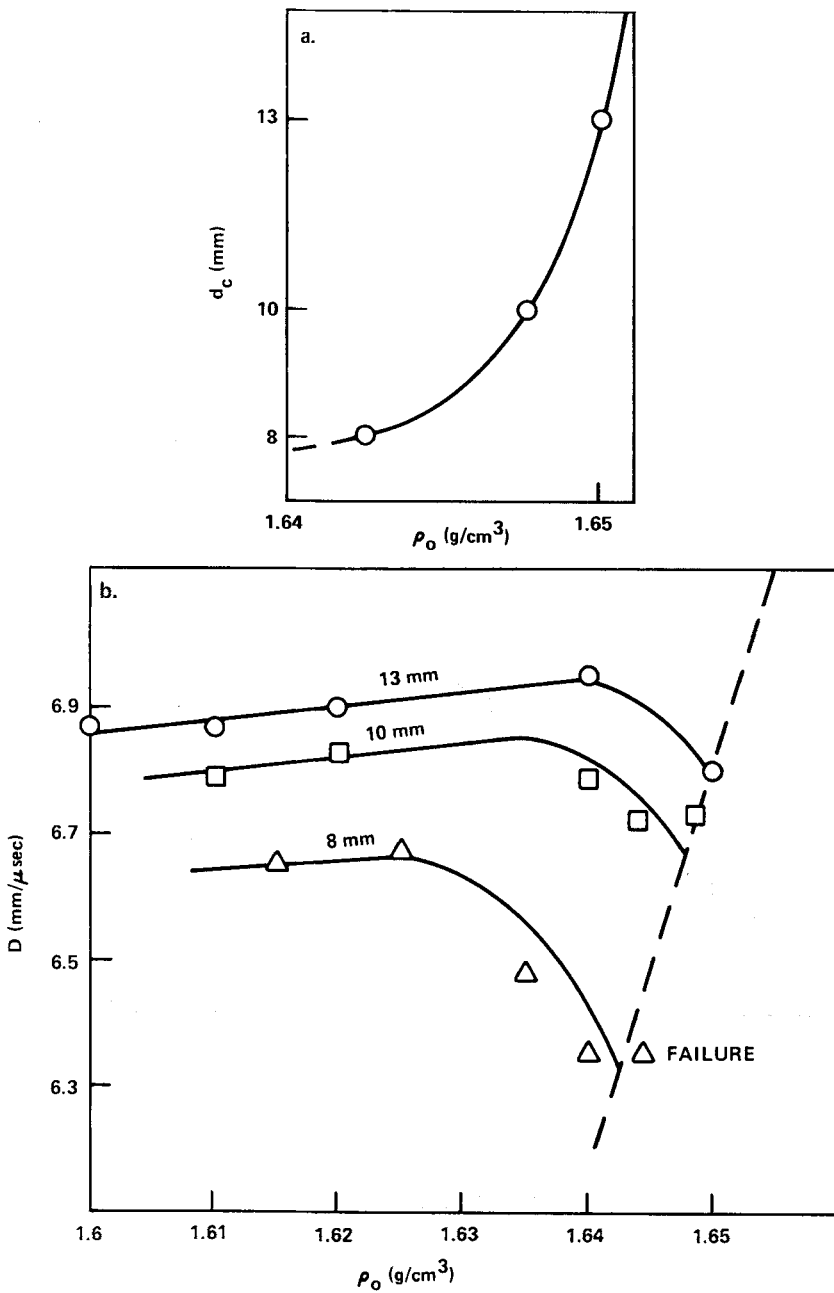 a.
13
10
8
d_c (mm)
1.64
1.65
ρ_o (g/cm³)
b.
13 mm
10 mm
8 mm
FAILURE
6.9
6.7
6.5
6.3
D (mm/μsec)
1.6
1.61
1.62
1.63
1.64
1.65
ρ_o (g/cm³)